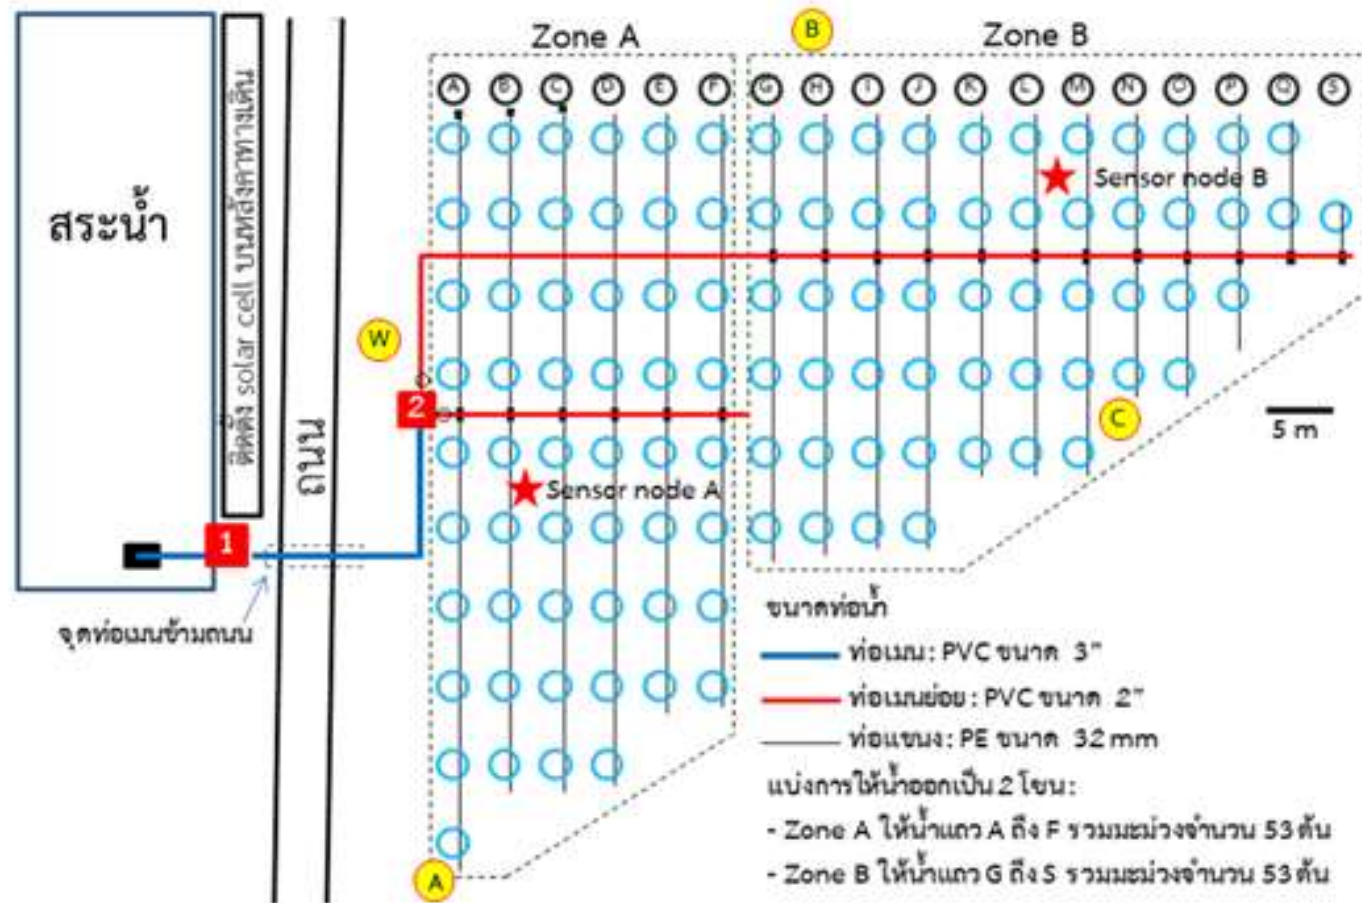 Zone A
B
Zone B
A B C D E F G H I J K L M N O P Q S
Sensor node B
สระน้ำ
ติดตั้ง solar cell บนหลังคาทางเดิน
ถนน
W
2
C
5 m
Sensor node A
1
จุดท่อเมนข้ามถนน
ขนาดท่อน้ำ
ท่อเมน : PVC ขนาด 3"
ท่อเมนย่อย : PVC ขนาด 2"
ท่อแขนง : PE ขนาด 32 mm
แบ่งการให้น้ำออกเป็น 2 โซน :
- Zone A ให้น้ำแถว A ถึง F รวมมะม่วงจำนวน 53 ต้น
- Zone B ให้น้ำแถว G ถึง S รวมมะม่วงจำนวน 53 ต้น
A